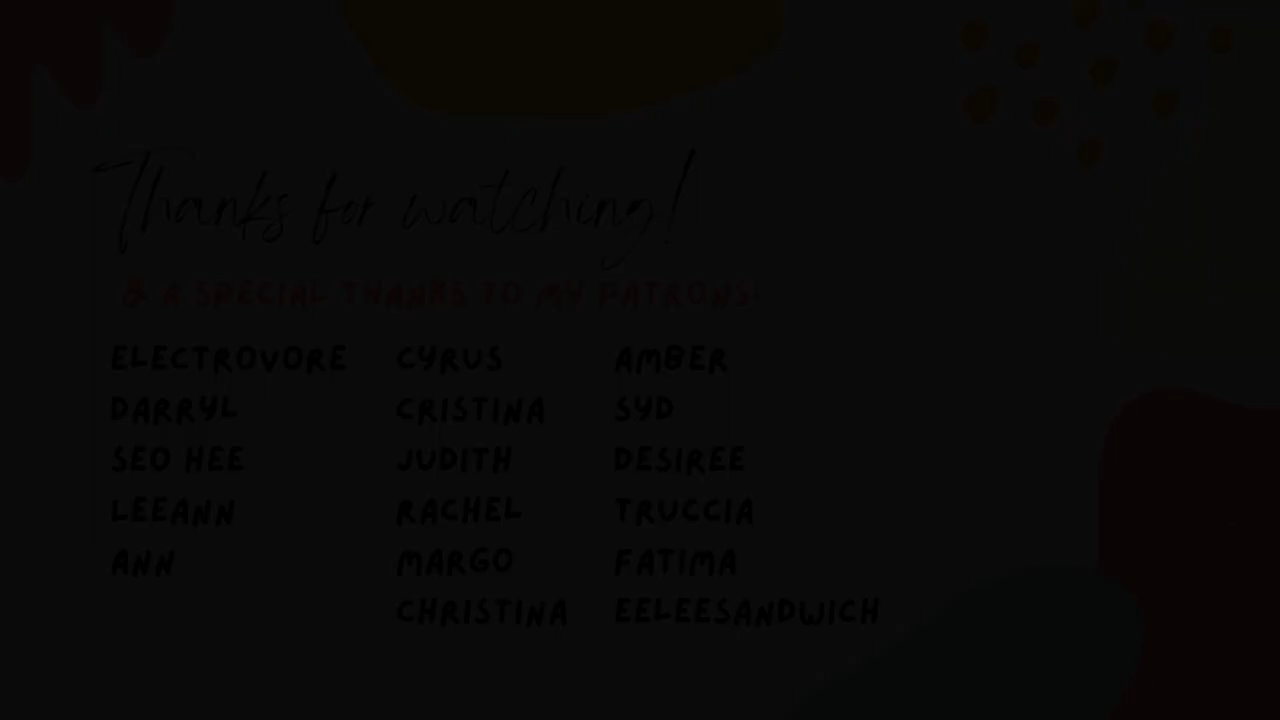 Thanks for watching!
& A SPECIAL THANKS TO MY PATRONS:
ELECTROVORE
DARRYL
SEO HEE
LEEANN
ANN
CYRUS
CRISTINA
JUDITH
RACHEL
MARGO
CHRISTINA
AMBER
SYD
DESIREE
TRUCCIA
FATIMA
EELEESANDWICH